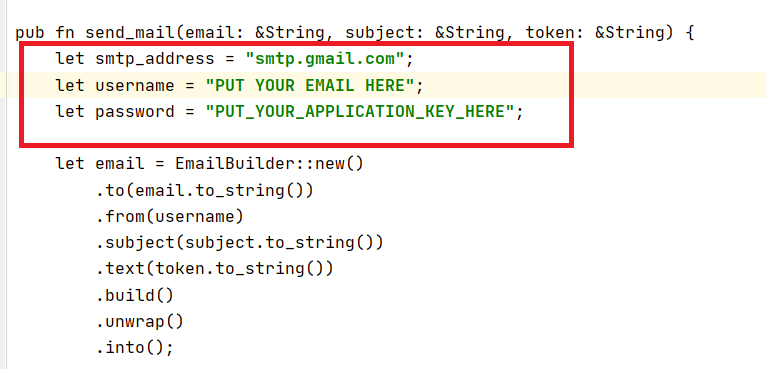 pub fn send_mail(email: &String, subject: &String, token: &String) {
let smtp_address = "smtp.gmail.com";
let username = "PUT YOUR EMAIL HERE";
let password = "PUT_YOUR_APPLICATION_KEY_HERE";
let email = EmailBuilder::new()
.to(email.to_string())
.from(username)
.subject(subject.to_string())
.text(token.to_string())
.build()
.unwrap()
.into();